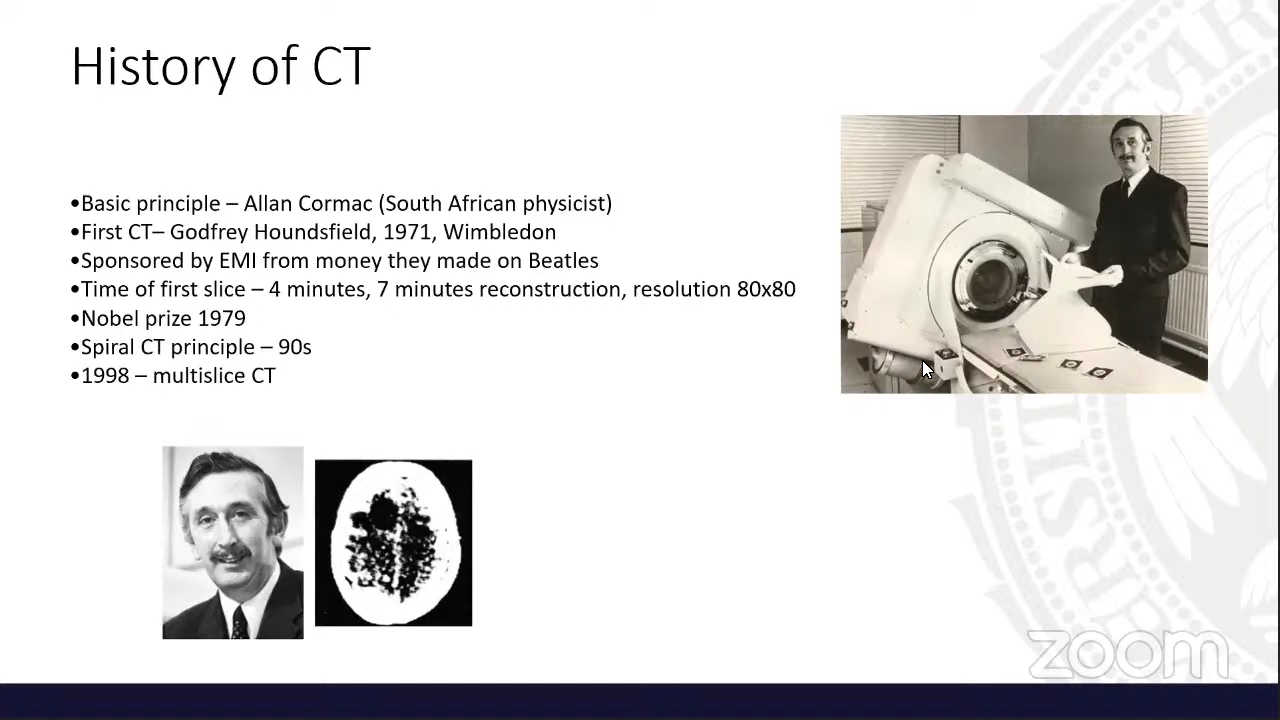 History of CT
•Basic principle – Allan Cormac (South African physicist)
•First CT– Godfrey Houndsfield, 1971, Wimbledon
•Sponsored by EMI from money they made on Beatles
•Time of first slice – 4 minutes, 7 minutes reconstruction, resolution 80x80
•Nobel prize 1979
•Spiral CT principle – 90s
•1998 – multislice CT
zoom